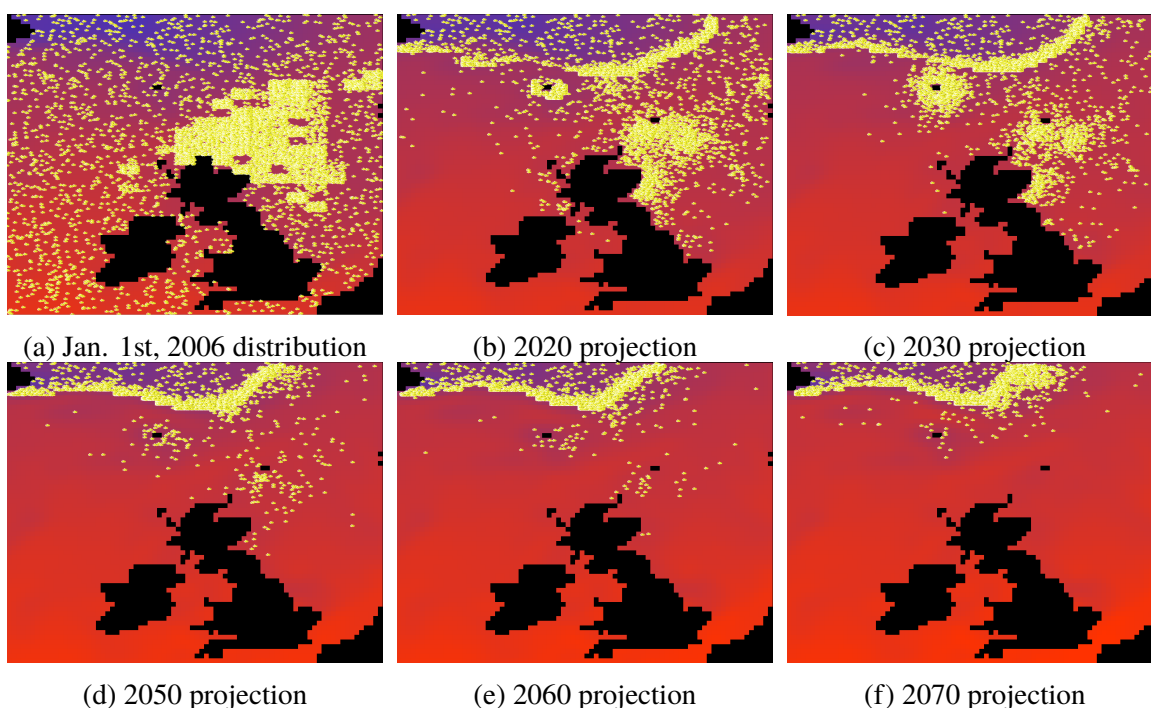 (a) Jan. 1st, 2006 distribution
(b) 2020 projection
(c) 2030 projection
(d) 2050 projection
(e) 2060 projection
(f) 2070 projection